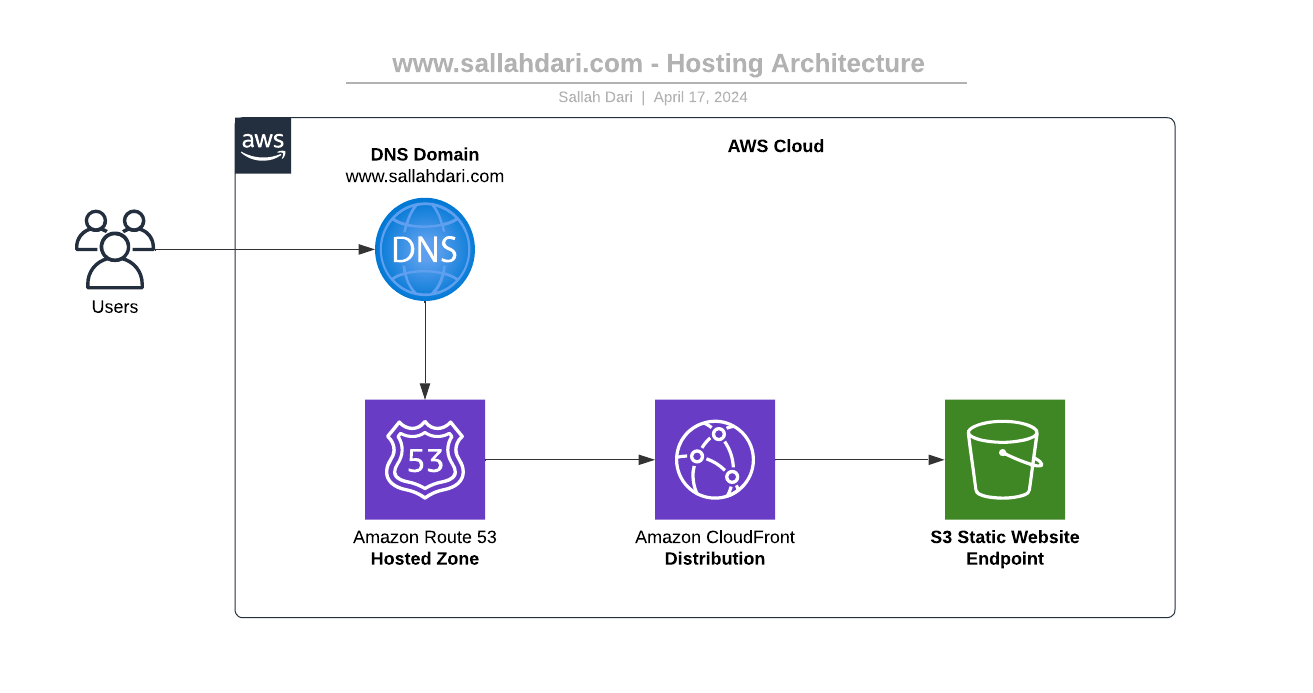 www.sallahdari.com - Hosting Architecture
Sallah Dari | April 17, 2024
aws
AWS Cloud
DNS Domain
www.sallahdari.com
DNS
Users
53
Amazon Route 53
Hosted Zone
Amazon CloudFront
Distribution
S3 Static Website
Endpoint